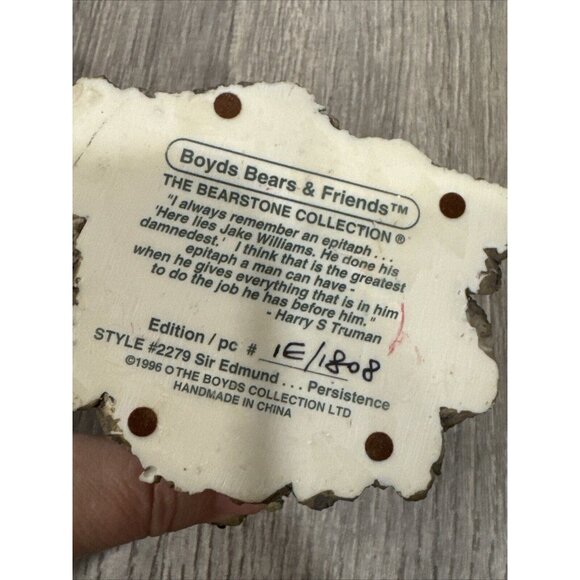 Boyds Bears & Friends™
THE BEARSTONE COLLECTION®
"I always remember an epitaph . . .
'Here lies Jake Williams. He done his
damnedest.' I think that is the greatest
epitaph a man can have -
when he gives everything that is in him
to do the job he has before him."
- Harry S Truman
Edition / pc # 1E/1808
STYLE #2279 Sir Edmund . . . Persistence
©1996 O THE BOYDS COLLECTION LTD
HANDMADE IN CHINA